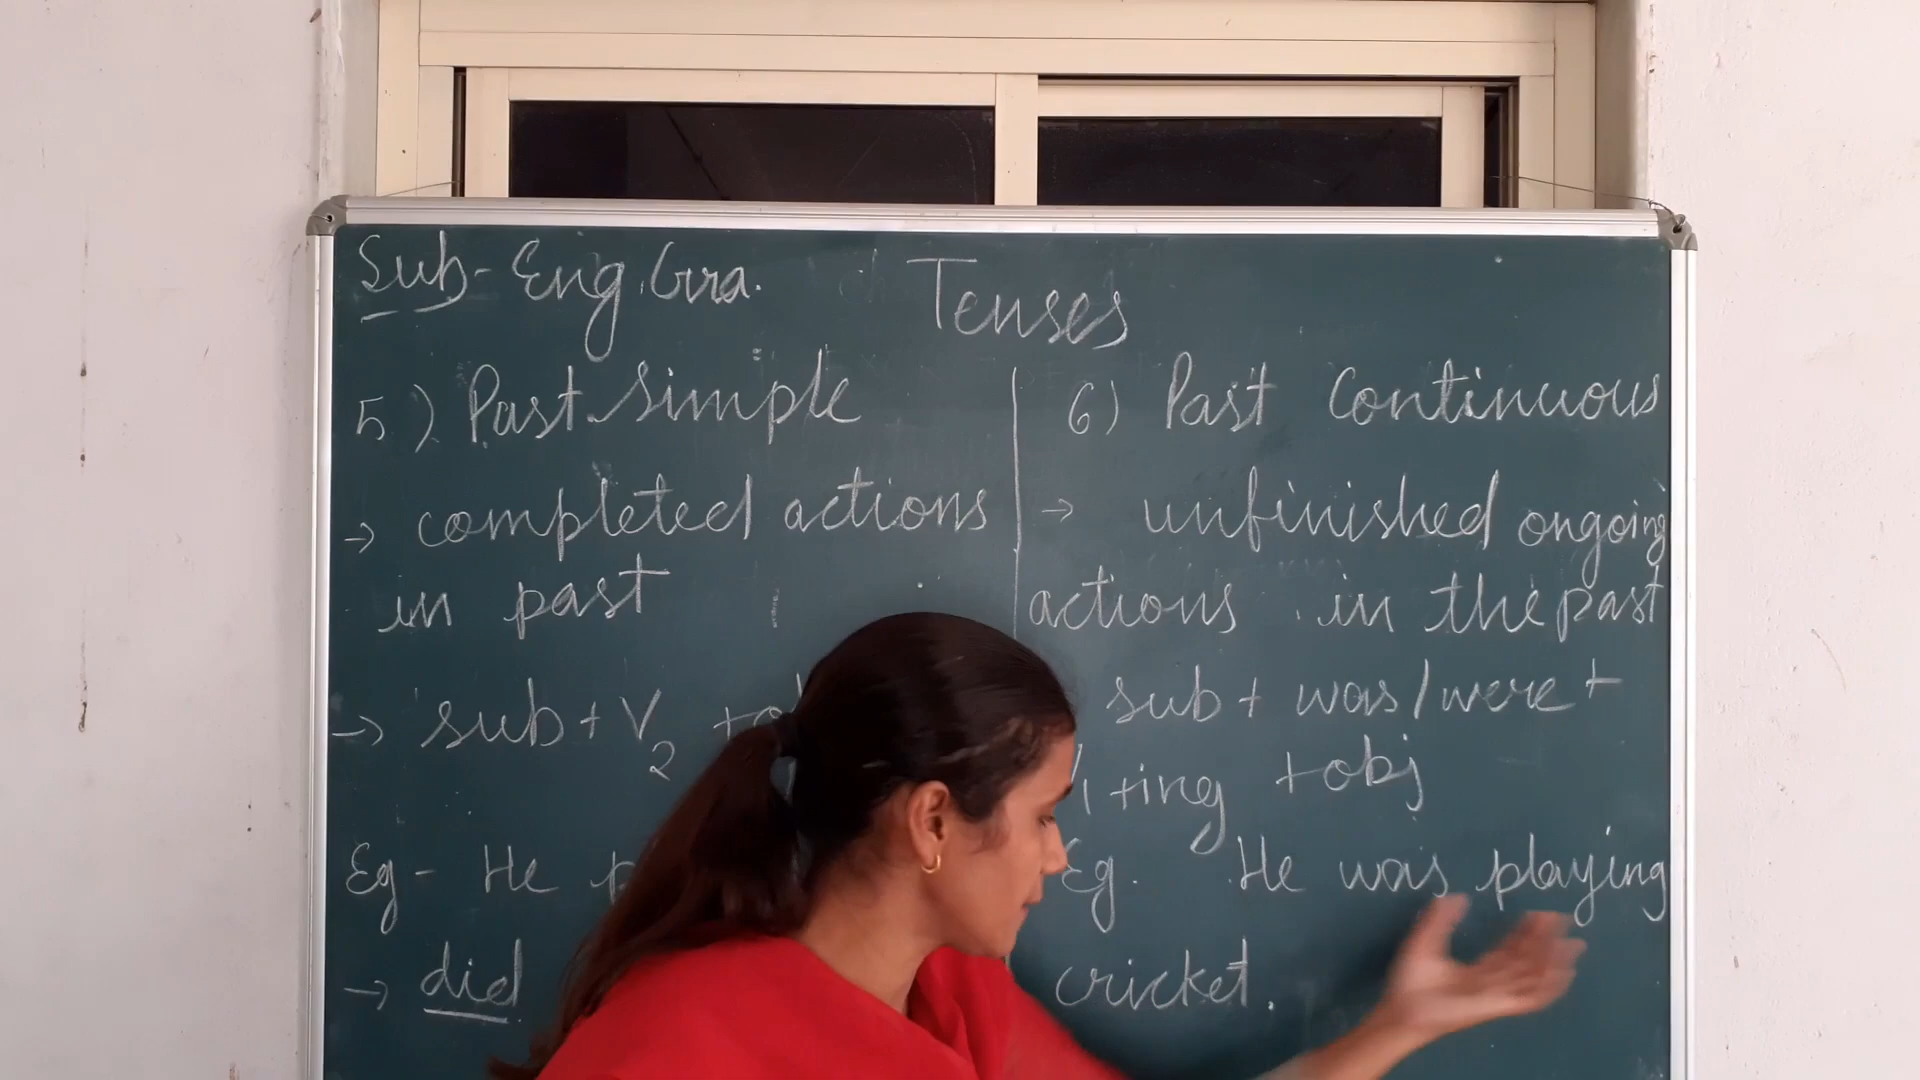 Sub- Eng. Gra.
Tenses
5) Past Simple
→ completed actions
in past
→ sub + V2 +
Eg - He
→ did
6) Past Continuous
→ unfinished ongoing
actions in the past
sub + was/were +
+ing + obj
Eg. He was playing
cricket.